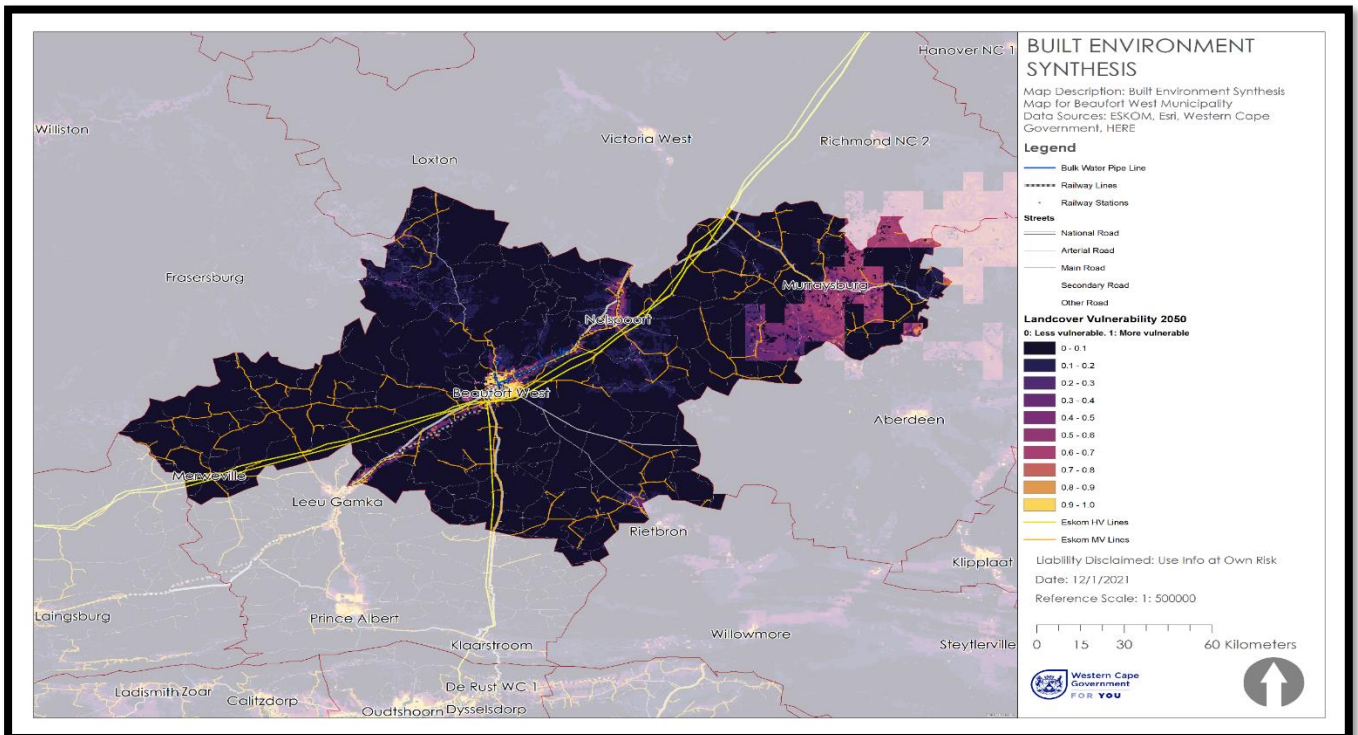 Hanover NC 1
Williston
Victoria West
Richmond NC 2
Loxton
Frasersburg
Murraysburg
Nelspoort
Beaufort West
Aberdeen
Merweville
Leeu Gamka
Rietbron
Klipplaat
Laingsburg
Prince Albert
Willowmore
Klaarstroom
Steytlerville
Ladismith Zoar
De Rust WC 1
Calitzdorp
Oudtshoorn Dysselsdorp
BUILT ENVIRONMENT
SYNTHESIS
Map Description: Built Environment Synthesis
Map for Beaufort West Municipality
Data Sources: ESKOM, Esri, Western Cape
Government, HERE
Legend
Bulk Water Pipe Line
Railway Lines
Railway Stations
Streets
National Road
Arterial Road
Main Road
Secondary Road
Other Road
Landcover Vulnerability 2050
0: Less vulnerable. 1: More vulnerable
0 - 0.1
0.1 - 0.2
0.2 - 0.3
0.3 - 0.4
0.4 - 0.5
0.5 - 0.6
0.6 - 0.7
0.7 - 0.8
0.8 - 0.9
0.9 - 1.0
Eskom HV Lines
Eskom MV Lines
Liability Disclaimed: Use Info at Own Risk
Date: 12/1/2021
Reference Scale: 1: 500000
0 15 30 60 Kilometers
Western Cape
Government
FOR YOU